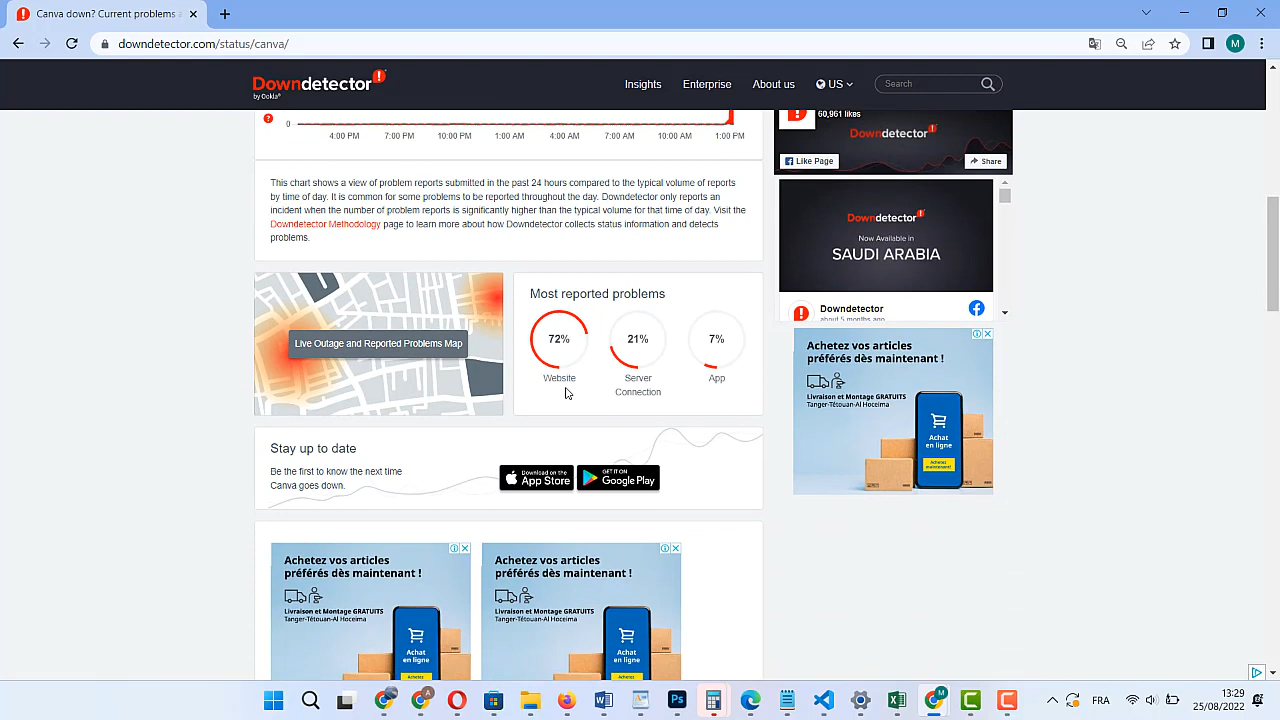 Canva down? Current problems
downdetector.com/status/canva/
M
Downdetector
by Ookla
Insights
Enterprise
About us
US
Search
?
0
4:00 PM
7:00 PM
10:00 PM
1:00 AM
4:00 AM
7:00 AM
10:00 AM
1:00 PM
This chart shows a view of problem reports submitted in the past 24 hours compared to the typical volume of reports
by time of day. It is common for some problems to be reported throughout the day. Downdetector only reports an
incident when the number of problem reports is significantly higher than the typical volume for that time of day. Visit the
Downdetector Methodology page to learn more about how Downdetector collects status information and detects
problems.
Live Outage and Reported Problems Map
Most reported problems
72%
21%
7%
Website
Server
Connection
App
Stay up to date
Be the first to know the next time
Canva goes down.
Download on the
App Store
GET IT ON
Google Play
Achetez vos articles
préférés dès maintenant !
Livraison et Montage GRATUITS
Tanger-Tétouan-Al Hoceima
Achat
en ligne
Achetez
Achetez vos articles
préférés dès maintenant !
Livraison et Montage GRATUITS
Tanger-Tétouan-Al Hoceima
Achat
en ligne
Achetez
60,961 likes
Downdetector
Like Page
Share
Downdetector
Now Available in
SAUDI ARABIA
Downdetector
about 5 months ago
Achetez vos articles
préférés dès maintenant !
Livraison et Montage GRATUITS
Tanger-Tétouan-Al Hoceima
Achat
en ligne
Achetez
maintenant!
A
W
Ps
X
M
C
C
FRA
13:29
25/08/2022